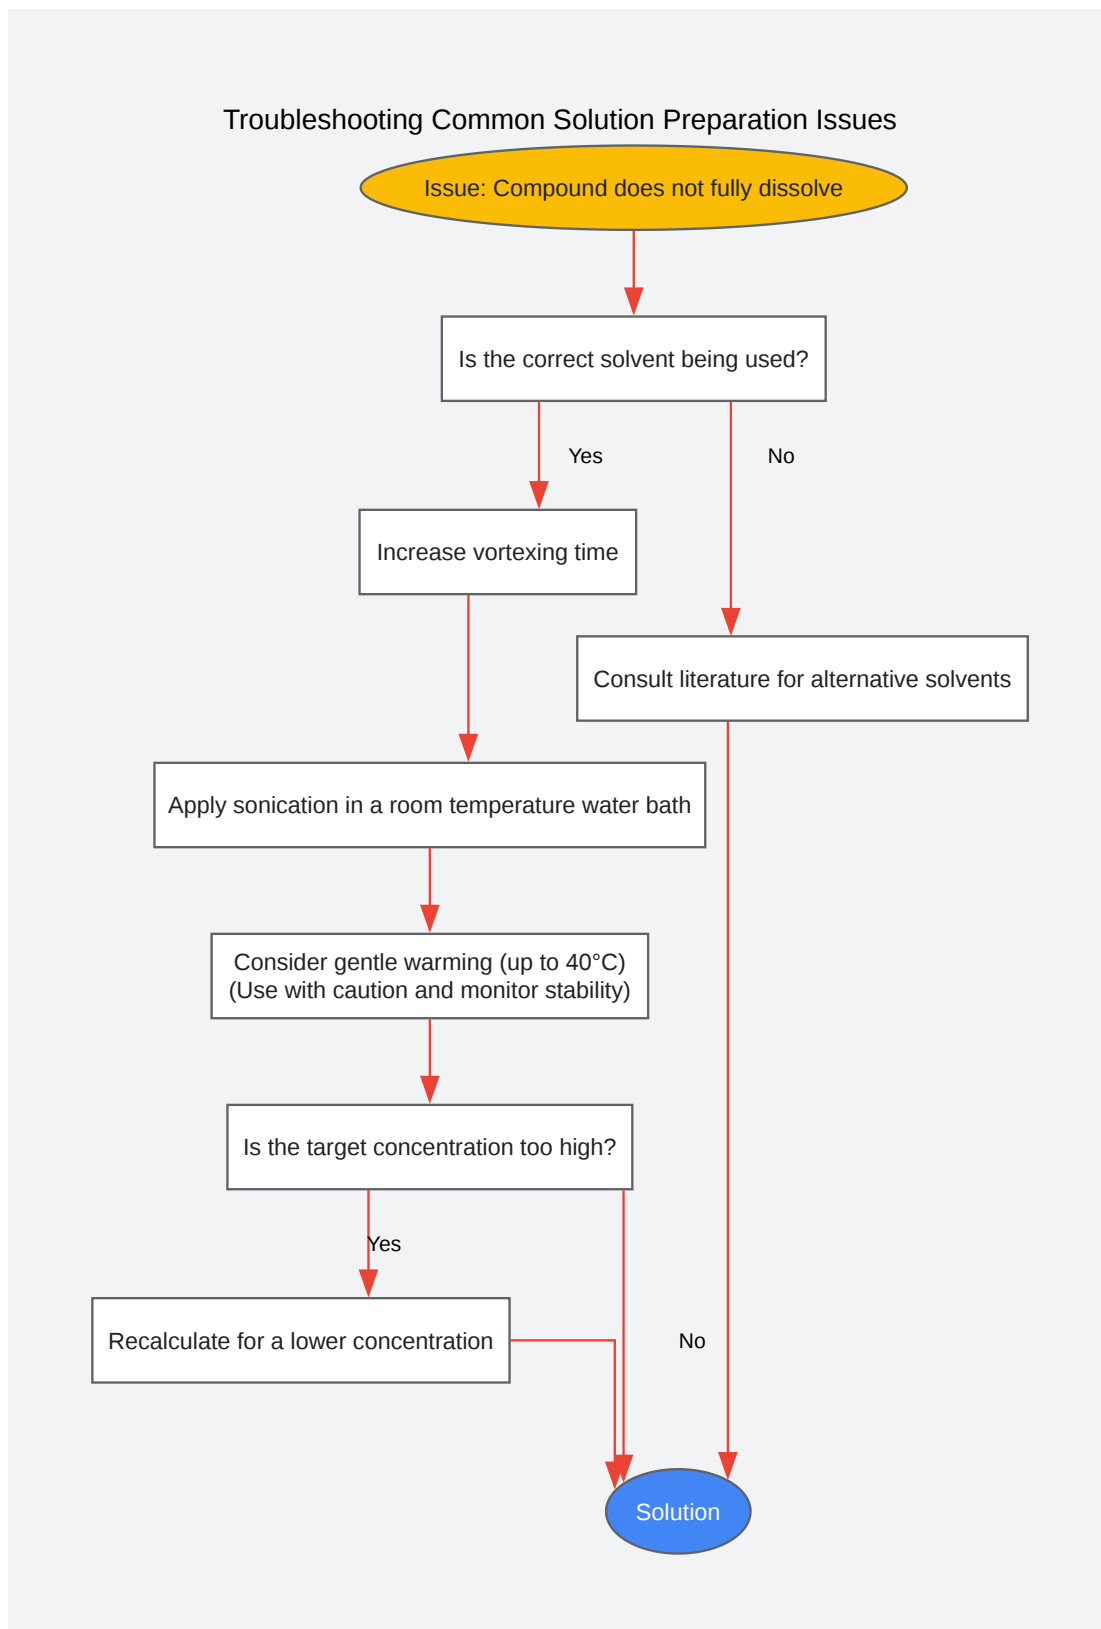 Troubleshooting Common Solution Preparation Issues
Issue: Compound does not fully dissolve
Is the correct solvent being used?
Yes
No
Increase vortexing time
Consult literature for alternative solvents
Apply sonication in a room temperature water bath
Consider gentle warming (up to 40°C)
(Use with caution and monitor stability)
Is the target concentration too high?
Yes
Recalculate for a lower concentration
No
Solution